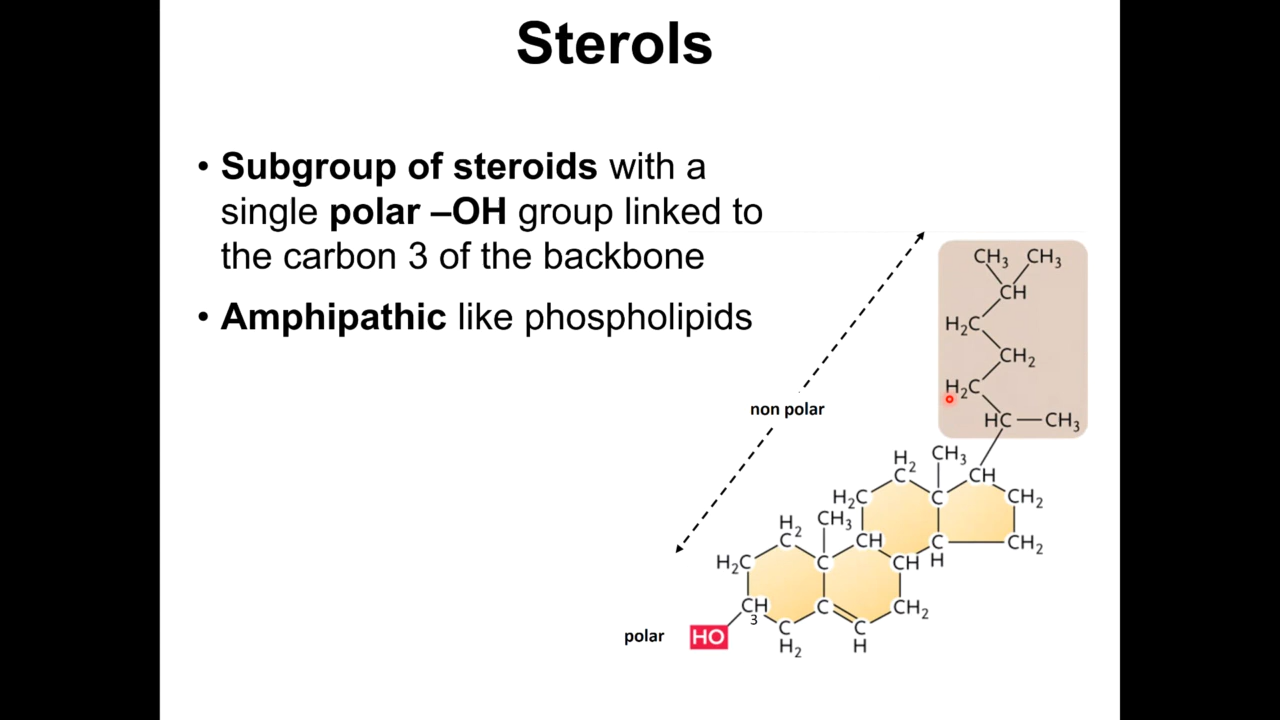 Sterols
• Subgroup of steroids with a
single polar –OH group linked to
the carbon 3 of the backbone
• Amphipathic like phospholipids
CH₃ CH₃
CH
H₂C
CH₂
H₂C
HC — CH₃
non polar
H₂ CH₃
C CH
H₂C C CH₂
H₂ CH₃
C CH C CH₂
H₂C C CH H
CH C CH₂
3
polar HO C C
H₂ H